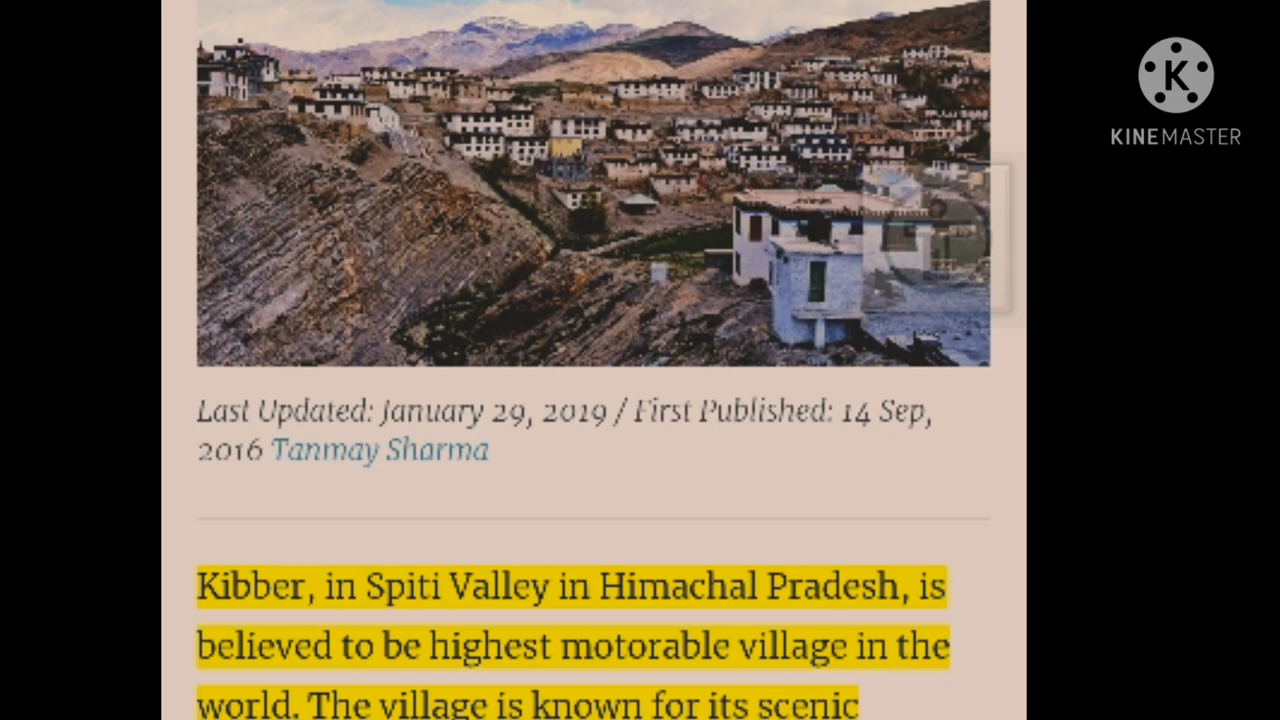 KINEMASTER
Last Updated: January 29, 2019 / First Published: 14 Sep,
2016 Tanmay Sharma
Kibber, in Spiti Valley in Himachal Pradesh, is
believed to be highest motorable village in the
world. The village is known for its scenic